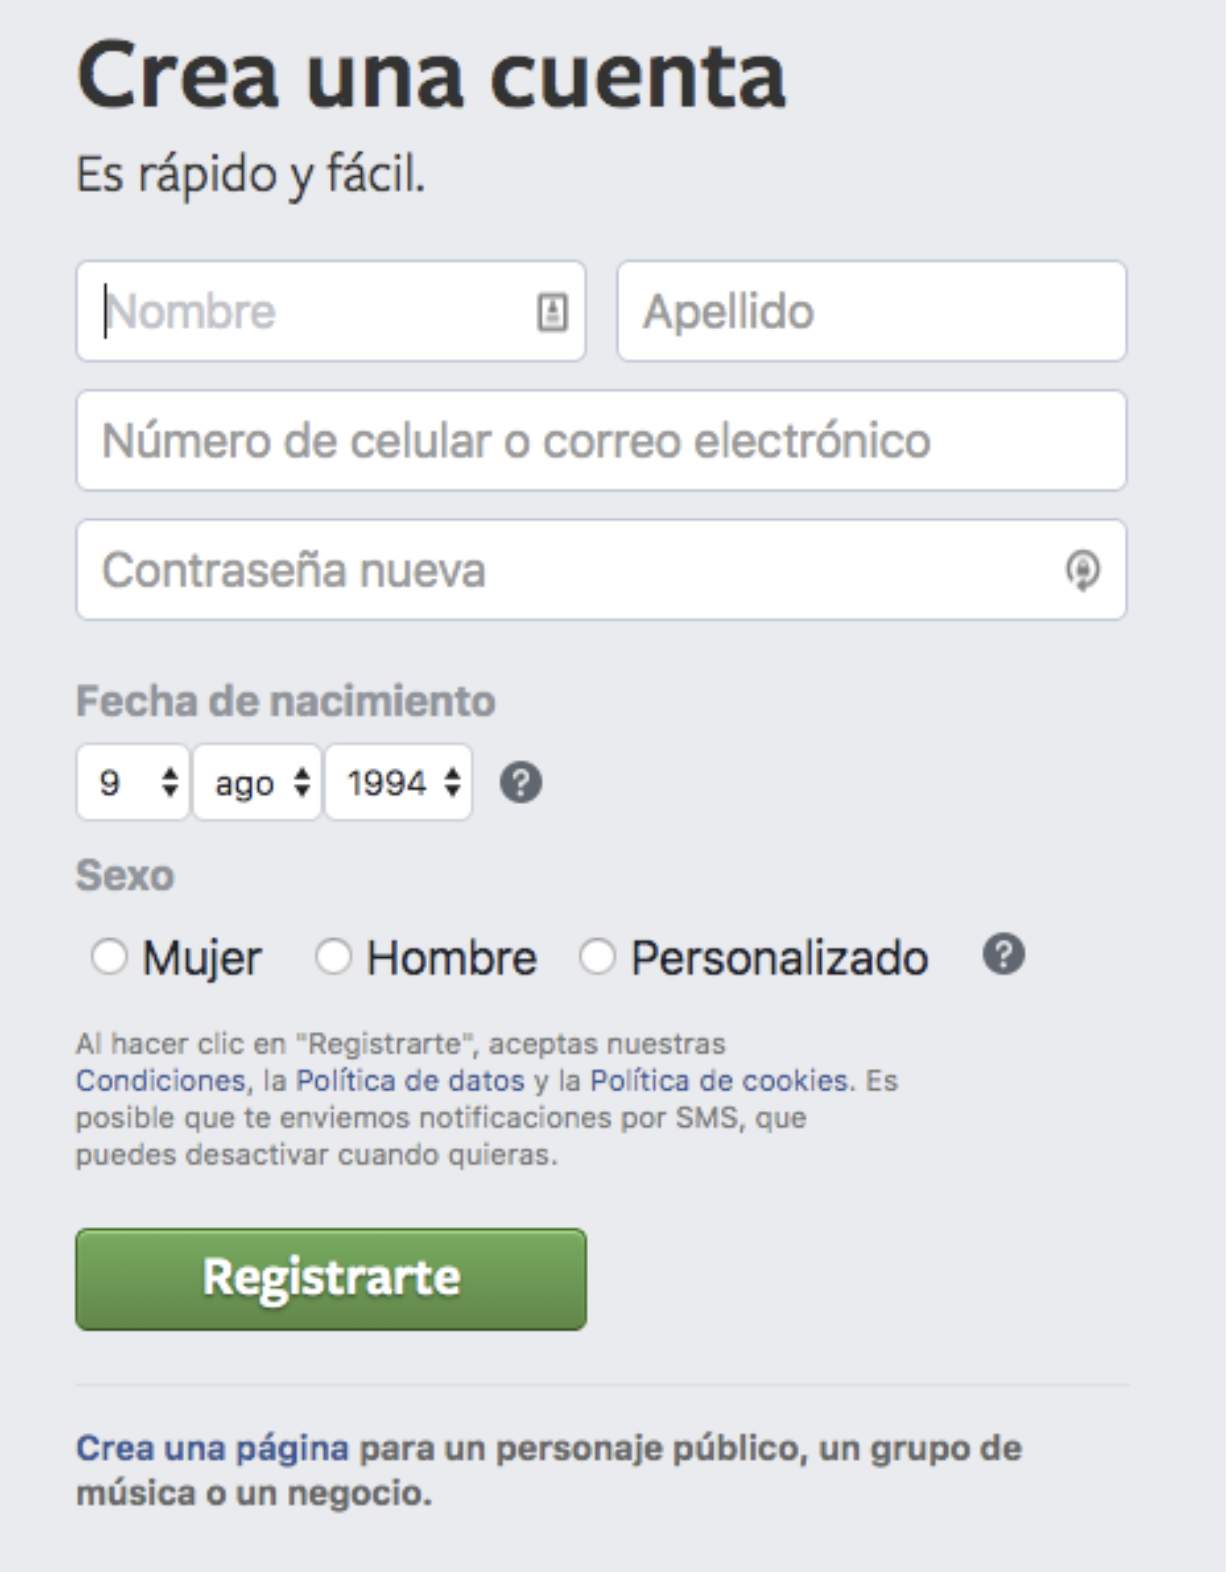 Crea una cuenta
Es rápido y fácil.
Nombre Apellido
Número de celular o correo electrónico
Contraseña nueva
Fecha de nacimiento
9 ago 1994 ?
Sexo
Mujer Hombre Personalizado ?
Al hacer clic en "Registrarte", aceptas nuestras
Condiciones, la Política de datos y la Política de cookies. Es
posible que te enviemos notificaciones por SMS, que
puedes desactivar cuando quieras.
Registrarte
Crea una página para un personaje público, un grupo de
música o un negocio.